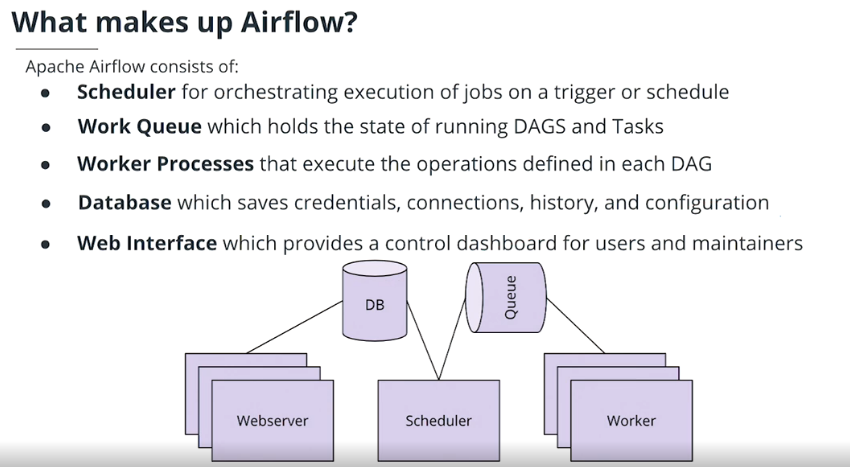 What makes up Airflow?
Apache Airflow consists of:
● Scheduler for orchestrating execution of jobs on a trigger or schedule
● Work Queue which holds the state of running DAGS and Tasks
● Worker Processes that execute the operations defined in each DAG
● Database which saves credentials, connections, history, and configuration
● Web Interface which provides a control dashboard for users and maintainers
DB
Queue
Webserver
Scheduler
Worker